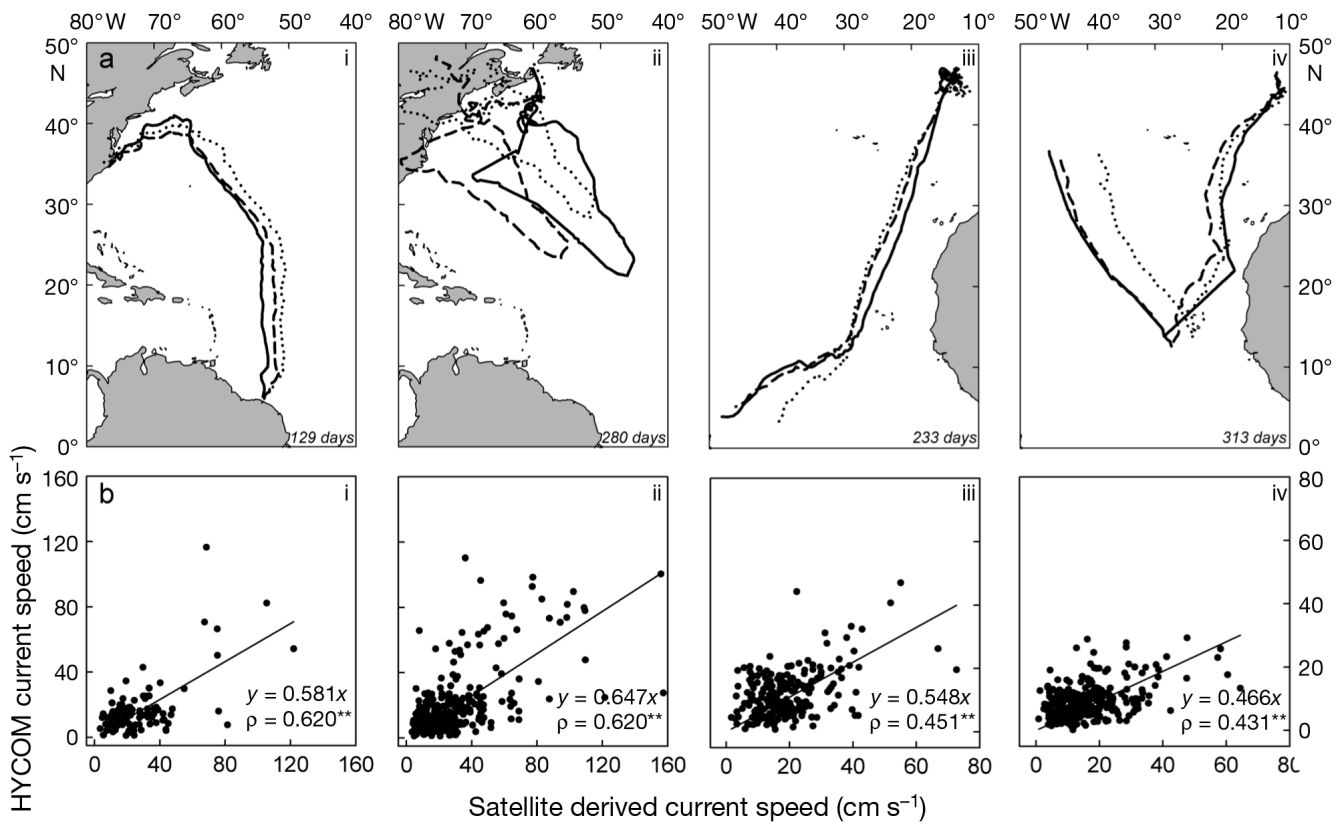 80°W 70° 60° 50° 80°W 70° 60° 50° 50°W 40° 30° 20° 10° 50°W 40° 30° 20° 10°
50° N a i ii iii iv 50° N
40° 40°
30° 30°
20° 20°
10° 10°
0° 129 days 280 days 233 days 313 days 0°
HYCOM current speed (cm s⁻¹)
160 b i ii iii iv 80
120 60
80 40
40 20
0 0
y = 0.581x
ρ = 0.620**
y = 0.647x
ρ = 0.620**
y = 0.548x
ρ = 0.451**
y = 0.466x
ρ = 0.431**
0 40 80 120 160 0 40 80 120 160 0 20 40 60 80 0 20 40 60
Satellite derived current speed (cm s⁻¹)